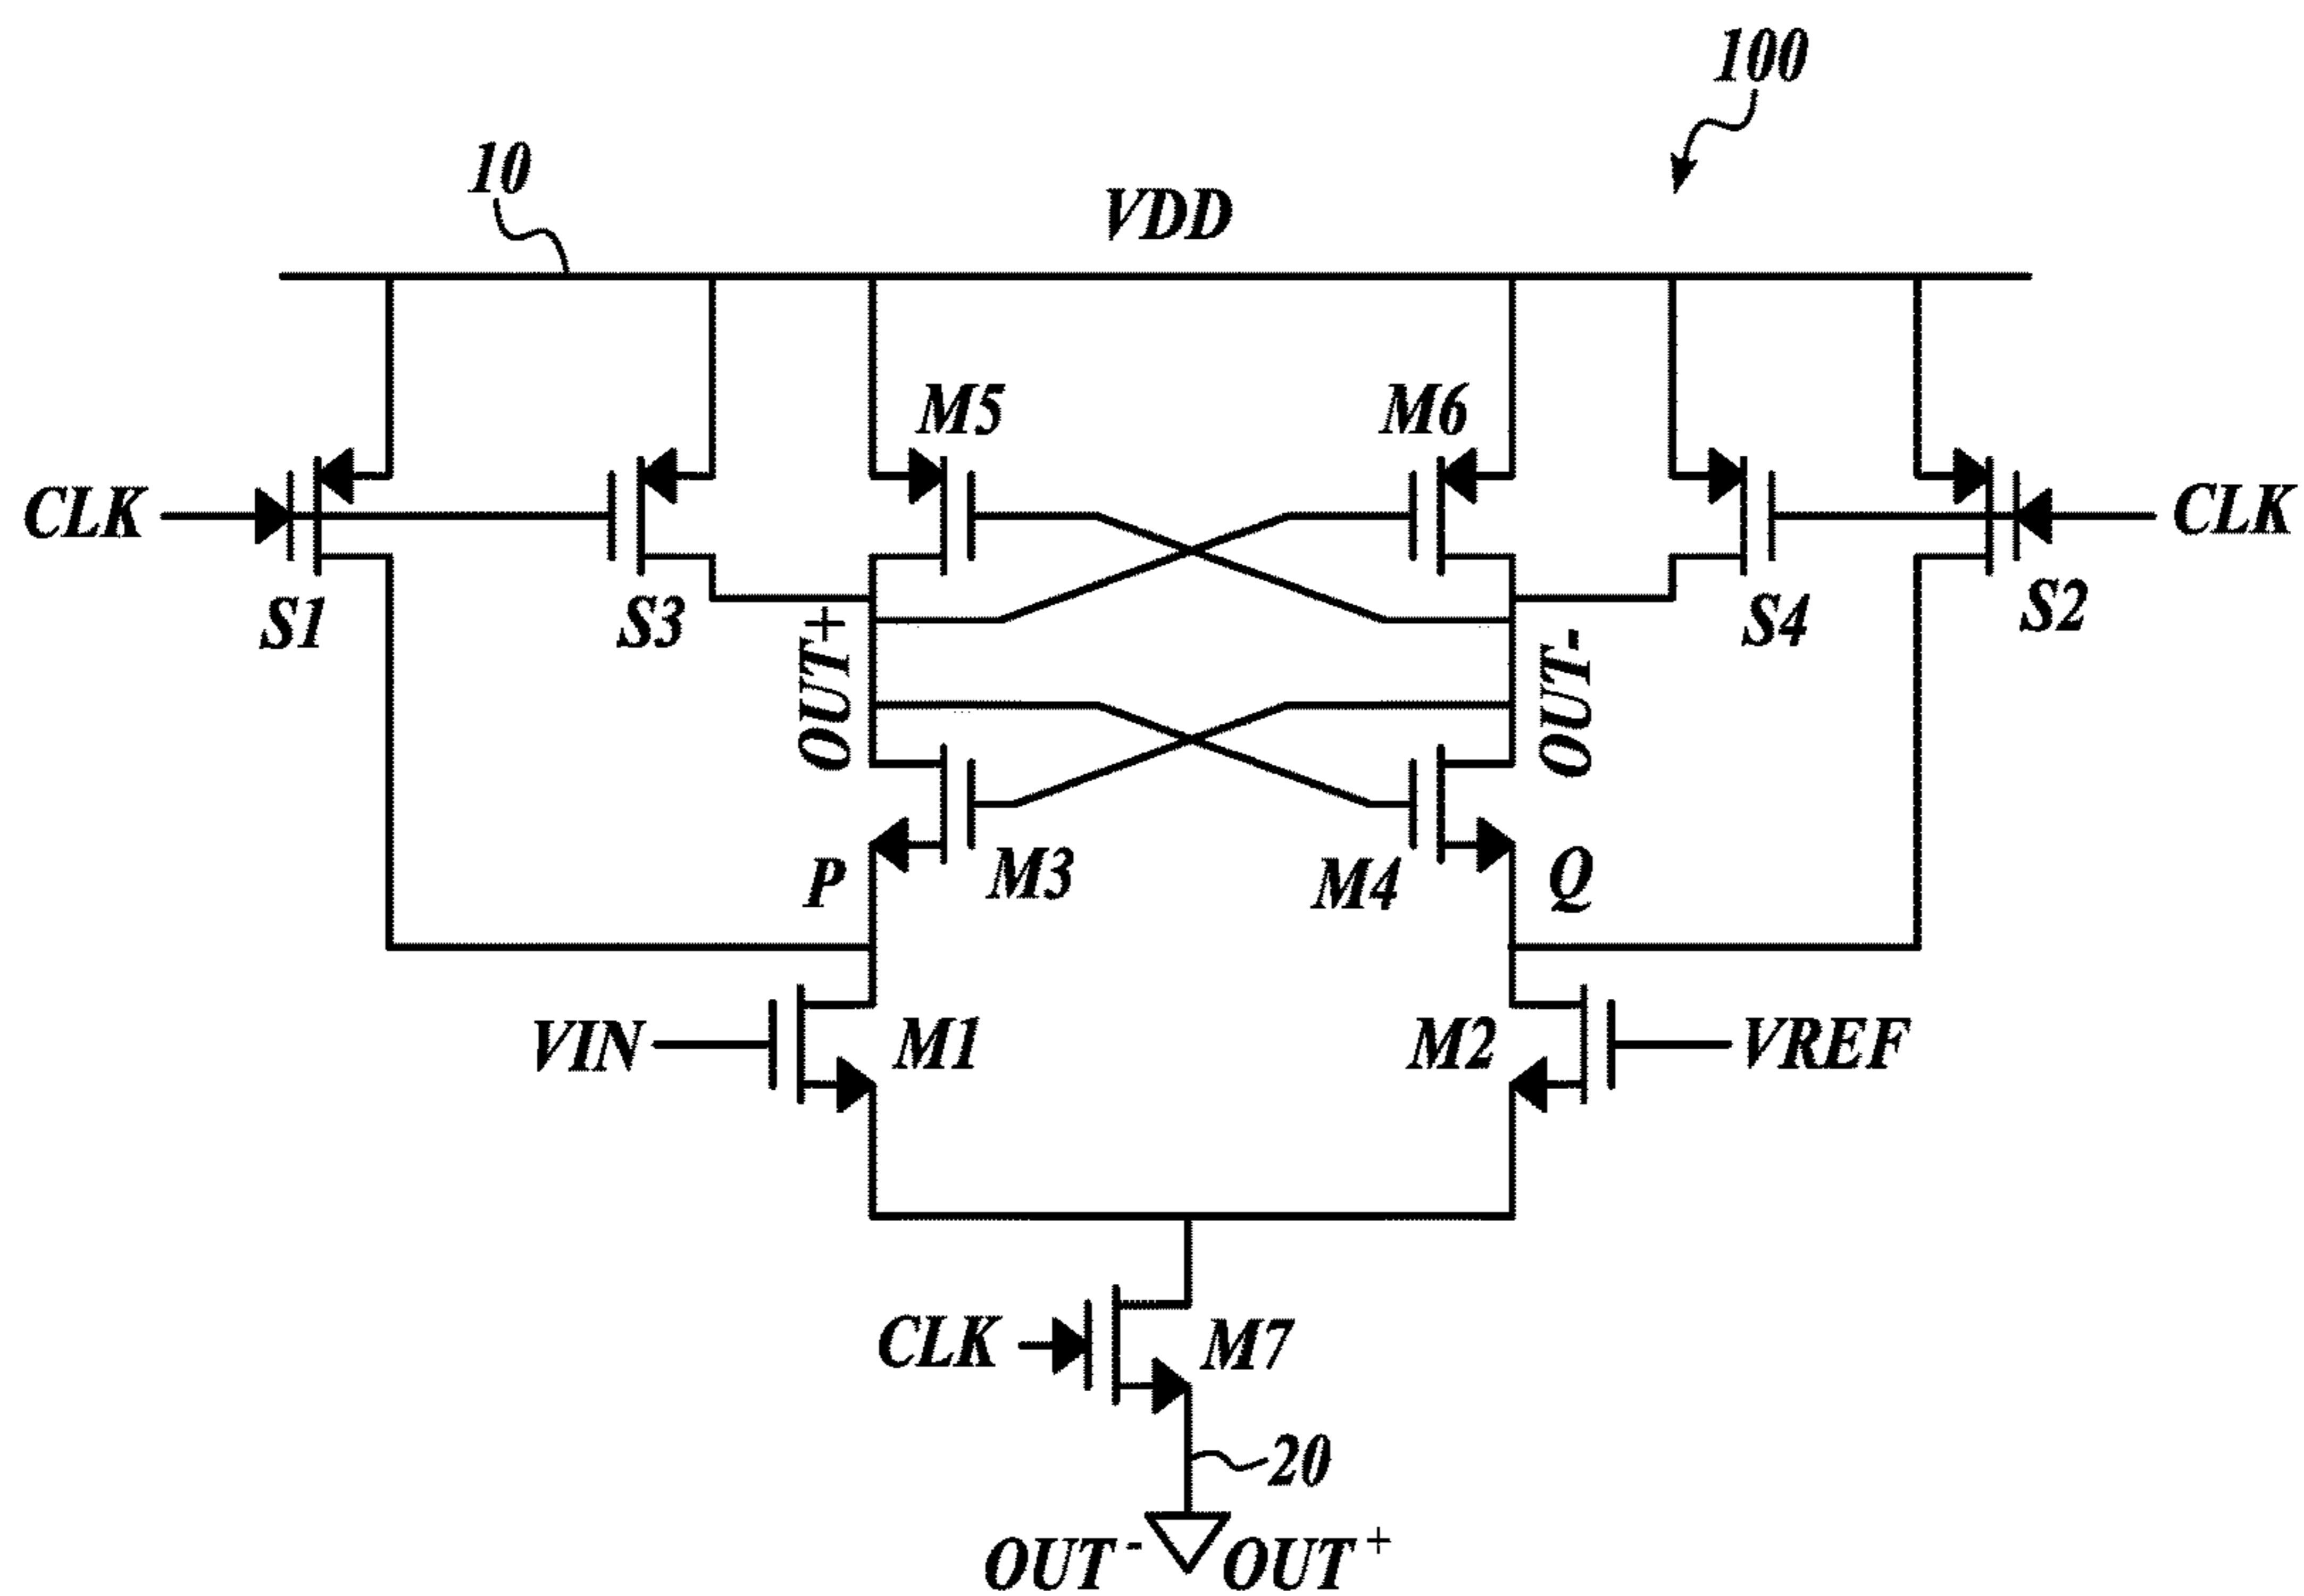 100
10
VDD
M5 M6
CLK CLK
S1 S3 S4 S2
OUT+ OUT-
P M3 M4 Q
VIN M1 M2 VREF
CLK M7
20
OUT- OUT+